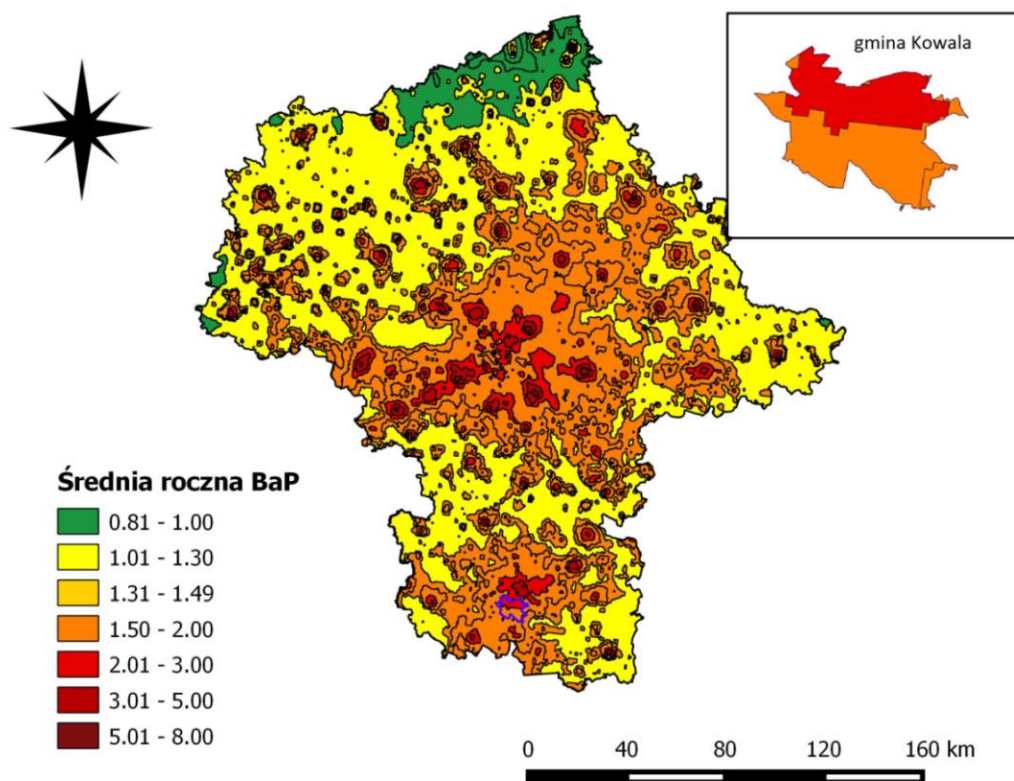 gmina Kowala
Średnia roczna BaP
0.81 - 1.00
1.01 - 1.30
1.31 - 1.49
1.50 - 2.00
2.01 - 3.00
3.01 - 5.00
5.01 - 8.00
0 40 80 120 160 km